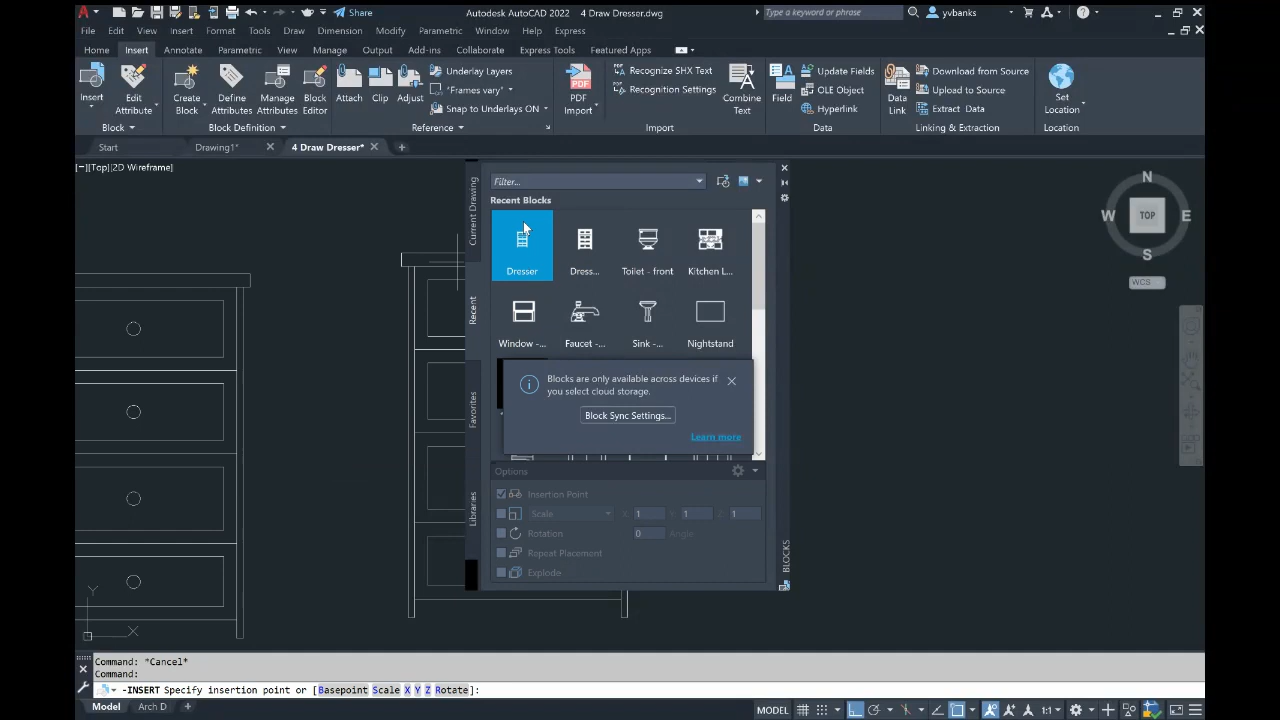 Share
Autodesk AutoCAD 2022 4 Draw Dresser.dwg
Type a keyword or phrase
yvbanks
File Edit View Insert Format Tools Draw Dimension Modify Parametric Window Help Express
Home Insert Annotate Parametric View Manage Output Add-ins Collaborate Express Tools Featured Apps
Insert
Edit Attribute
Create Block
Define Attributes
Manage Attributes
Block Editor
Attach
Clip
Adjust
Underlay Layers
*Frames vary*
Snap to Underlays ON
PDF Import
Recognize SHX Text
Recognition Settings
Combine Text
Field
Update Fields
OLE Object
Hyperlink
Data Link
Download from Source
Upload to Source
Extract Data
Set Location
Block
Block Definition
Reference
Import
Data
Linking & Extraction
Location
Start
Drawing1*
4 Draw Dresser*
[−][Top][2D Wireframe]
Current Drawing
Recent
Favorites
Libraries
Filter...
Recent Blocks
Dresser
Dress...
Toilet - front
Kitchen L...
Window -...
Faucet -...
Sink -...
Nightstand
Blocks are only available across devices if
you select cloud storage.
Block Sync Settings...
Learn more
Options
Insertion Point
Scale X: 1 Y: 1 Z: 1
Rotation 0 Angle
Repeat Placement
Explode
BLOCKS
N
W
TOP
E
S
WCS
Y
X
Command: *Cancel*
Command:
-INSERT Specify insertion point or [Basepoint Scale X Y Z Rotate]:
Model Arch D
MODEL
1:1